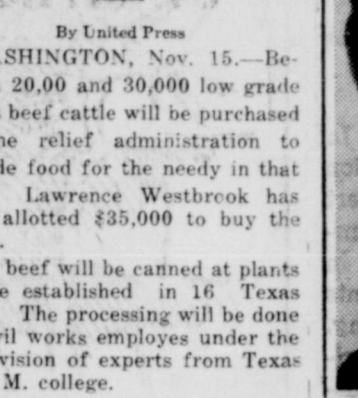 By United Press
SHINGTON, Nov. 15.—Be-
20,00 and 30,000 low grade
beef cattle will be purchased
relief administration to
food for the needy in that
Lawrence Westbrook has
allotted $35,000 to buy the
beef will be canned at plants
established in 16 Texas
The processing will be done
works employes under the
vision of experts from Texas
M. college.